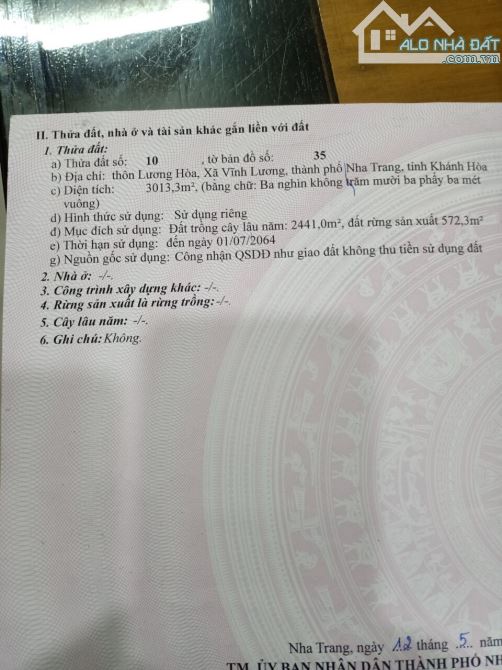 ALO NHÀ ĐẤT
.com.vn
II. Thửa đất, nhà ở và tài sản khác gắn liền với đất
1. Thửa đất:
a) Thửa đất số: 10 , tờ bản đồ số: 35
b) Địa chỉ: thôn Lương Hòa, Xã Vĩnh Lương, thành phố Nha Trang, tỉnh Khánh Hòa
c) Diện tích: 3013,3m², (bằng chữ: Ba nghìn không trăm mười ba phẩy ba mét
vuông)
d) Hình thức sử dụng: Sử dụng riêng
đ) Mục đích sử dụng: Đất trồng cây lâu năm: 2441,0m², đất rừng sản xuất 572,3m²
e) Thời hạn sử dụng: đến ngày 01/07/2064
g) Nguồn gốc sử dụng: Công nhận QSDĐ như giao đất không thu tiền sử dụng đất
2. Nhà ở: -/-.
3. Công trình xây dựng khác: -/-.
4. Rừng sản xuất là rừng trồng: -/-.
5. Cây lâu năm: -/-.
6. Ghi chú: Không.
Nha Trang, ngày 12 tháng 5 năm
TM. ỦY BAN NHÂN DÂN THÀNH PHỐ NH